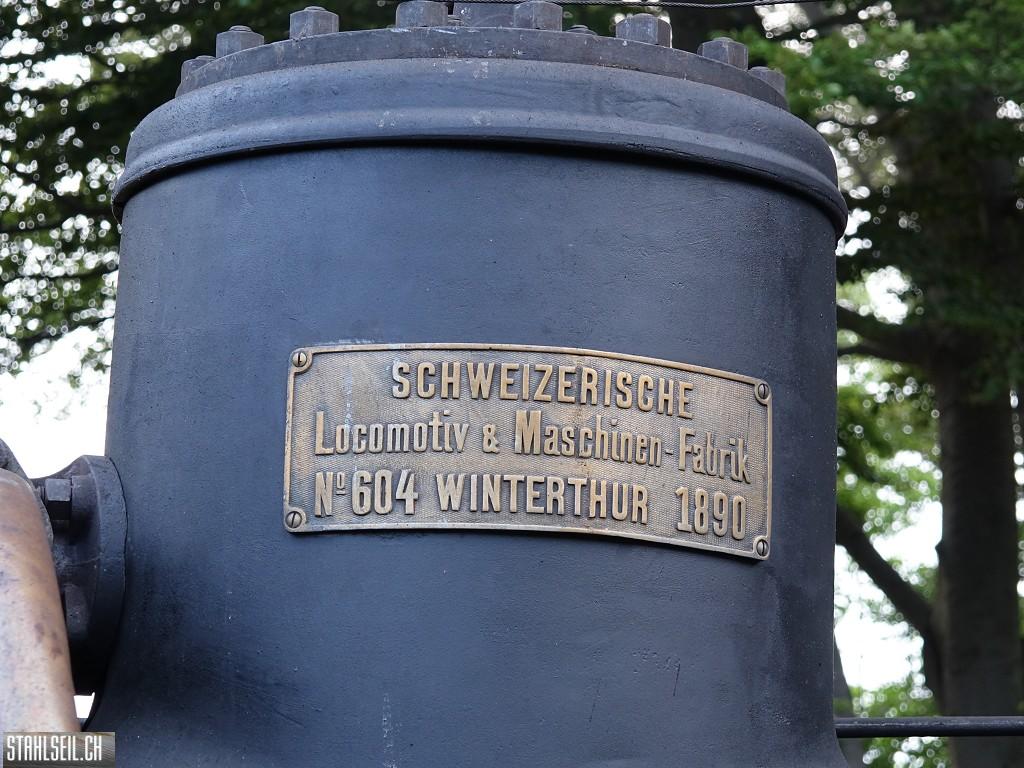 SCHWEIZERISCHE
Locomotiv & Maschinen-Fabrik
Nº 604 WINTERTHUR 1890
STAHLSEIL.CH